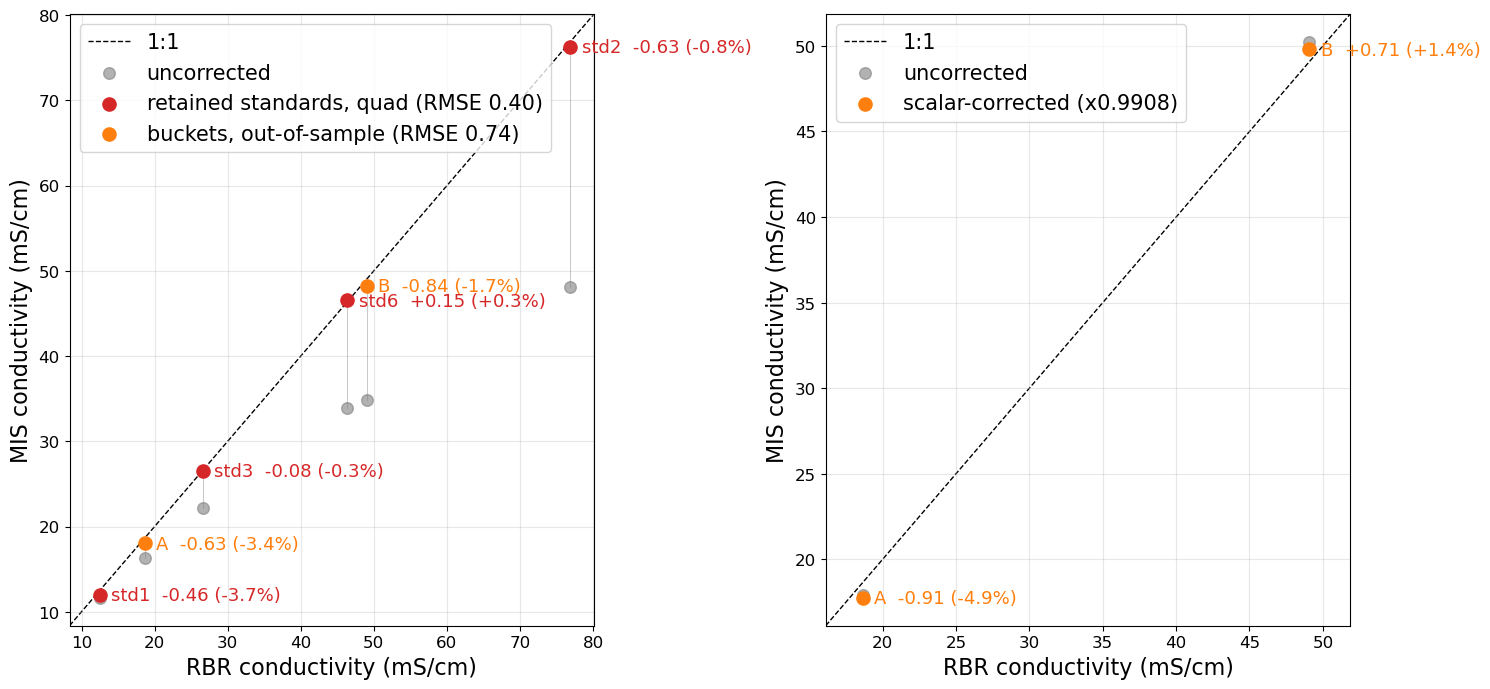 80
70
60
50
40
30
20
10
MIS conductivity (mS/cm)
1:1
uncorrected
retained standards, quad (RMSE 0.40)
buckets, out-of-sample (RMSE 0.74)
std2 -0.63 (-0.8%)
B -0.84 (-1.7%)
std6 +0.15 (+0.3%)
std3 -0.08 (-0.3%)
A -0.63 (-3.4%)
std1 -0.46 (-3.7%)
10 20 30 40 50 60 70 80
RBR conductivity (mS/cm)
50
45
40
35
30
25
20
MIS conductivity (mS/cm)
1:1
uncorrected
scalar-corrected (x0.9908)
B +0.71 (+1.4%)
A -0.91 (-4.9%)
20 25 30 35 40 45 50
RBR conductivity (mS/cm)